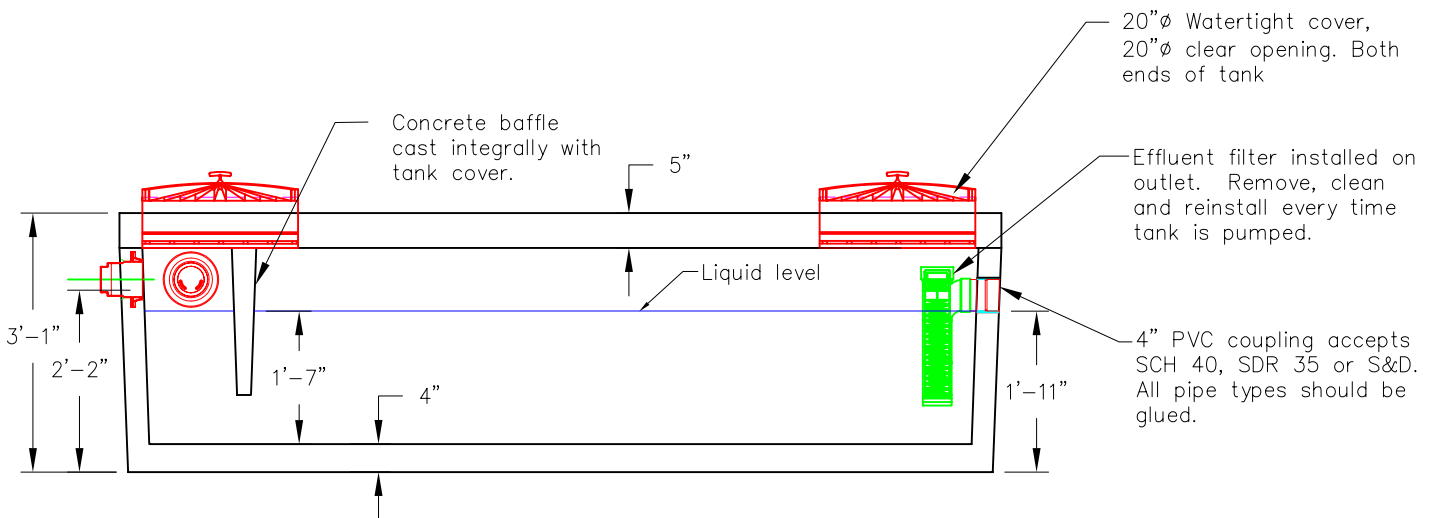 20"ø Watertight cover,
20"ø clear opening. Both
ends of tank
Concrete baffle
cast integrally with
tank cover.
5"
Effluent filter installed on
outlet. Remove, clean
and reinstall every time
tank is pumped.
Liquid level
3'-1"
2'-2"
1'-7"
4"
1'-11"
4" PVC coupling accepts
SCH 40, SDR 35 or S&D.
All pipe types should be
glued.